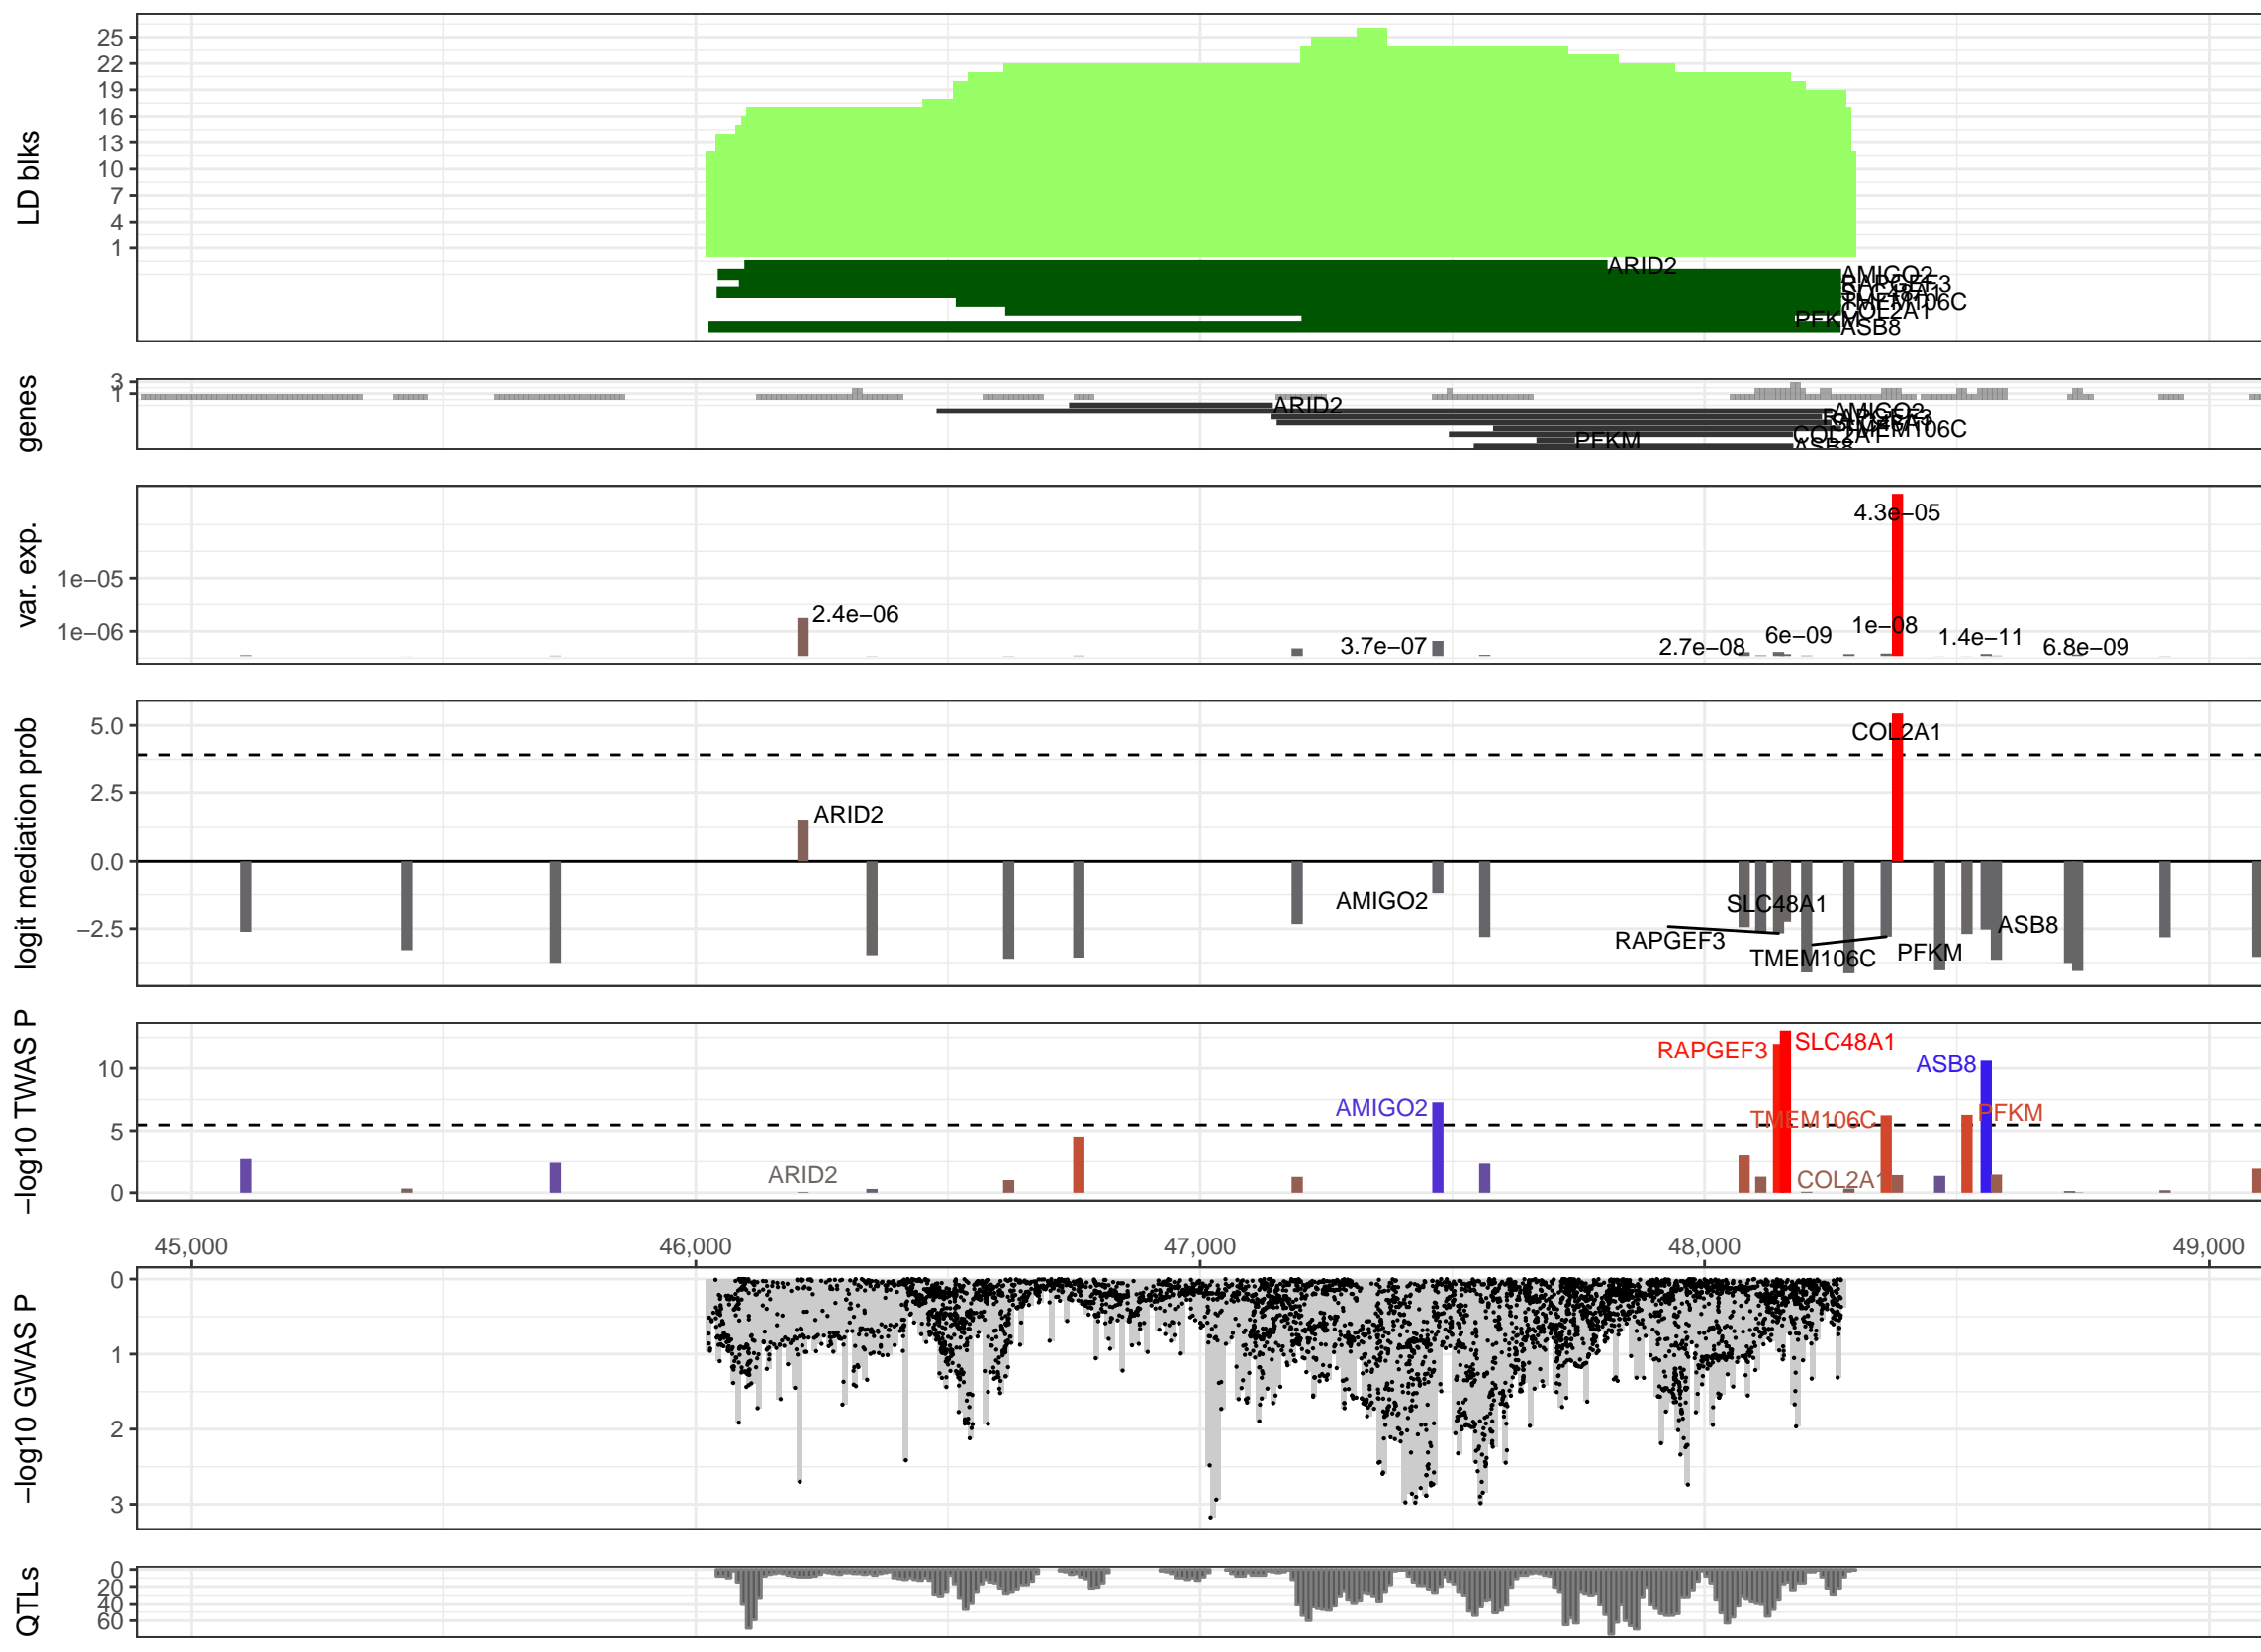 LD blks
25
22
19
16
13
10
7
4
1
ARID2
AMIGO2
RAPGEF3
SLC48A1
TMEM106C
COL2A1
PFKM
ASB8
genes
3
1
ARID2
AMIGO2
RAPGEF3
SLC48A1
TMEM106C
COL2A1
PFKM
ASB8
var. exp.
1e−05
1e−06
4.3e−05
2.4e−06
3.7e−07
2.7e−08
6e−09
1e−08
1.4e−11
6.8e−09
logit mediation prob
5.0
2.5
0.0
−2.5
COL2A1
ARID2
AMIGO2
SLC48A1
RAPGEF3
TMEM106C
PFKM
ASB8
−log10 TWAS P
10
5
0
RAPGEF3
SLC48A1
ASB8
AMIGO2
TMEM106C
PFKM
ARID2
COL2A1
45,000
46,000
47,000
48,000
49,000
−log10 GWAS P
0
1
2
3
QTLs
0
20
40
60